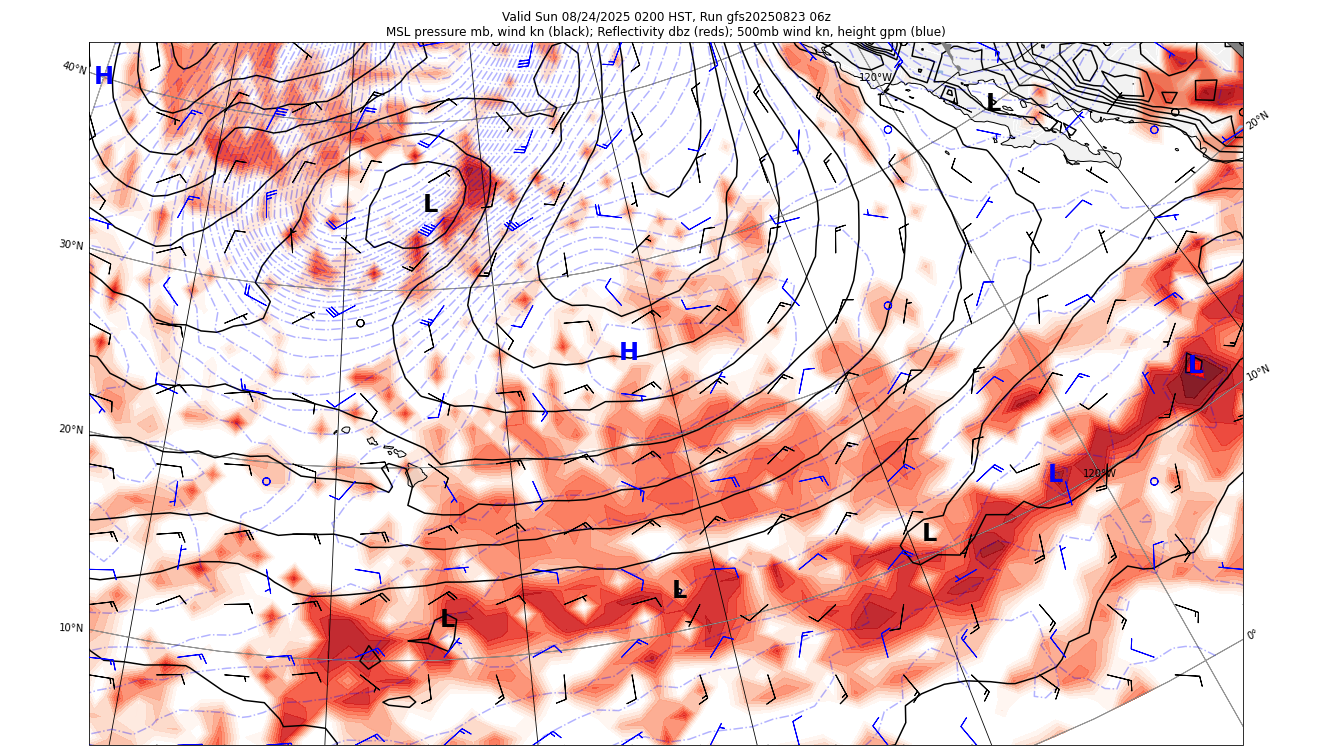 Valid Sun 08/24/2025 0200 HST, Run gfs20250823 06z
MSL pressure mb, wind kn (black); Reflectivity dbz (reds); 500mb wind kn, height gpm (blue)
40°N
H
120°W
L
20°N
L
30°N
H
L
10°N
20°N
L
120°W
L
L
L
10°N
0°